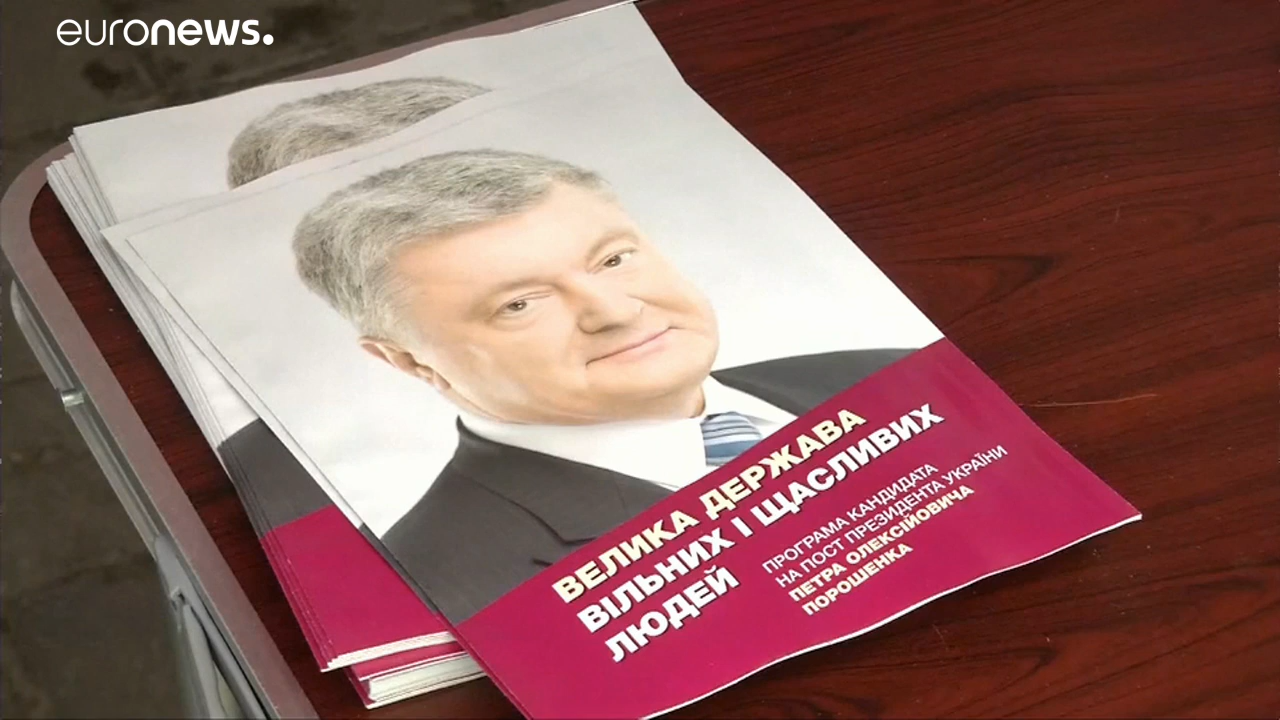 euronews.
ВЕЛИКА ДЕРЖАВА
ВІЛЬНИХ І ЩАСЛИВИХ
ЛЮДЕЙ
ПРОГРАМА КАНДИДАТА
НА ПОСТ ПРЕЗИДЕНТА УКРАЇНИ
ПЕТРА ОЛЕКСІЙОВИЧА
ПОРОШЕНКА